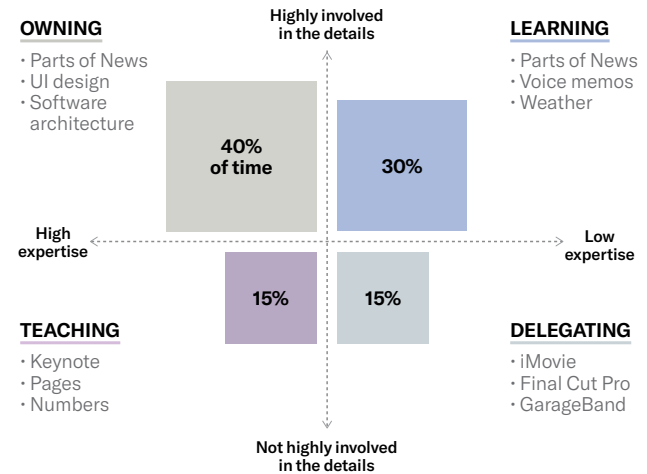 Highly involved
in the details
OWNING
· Parts of News
· UI design
· Software
architecture
LEARNING
· Parts of News
· Voice memos
· Weather
40%
of time
30%
High
expertise
Low
expertise
15%
15%
TEACHING
· Keynote
· Pages
· Numbers
DELEGATING
· iMovie
· Final Cut Pro
· GarageBand
Not highly involved
in the details